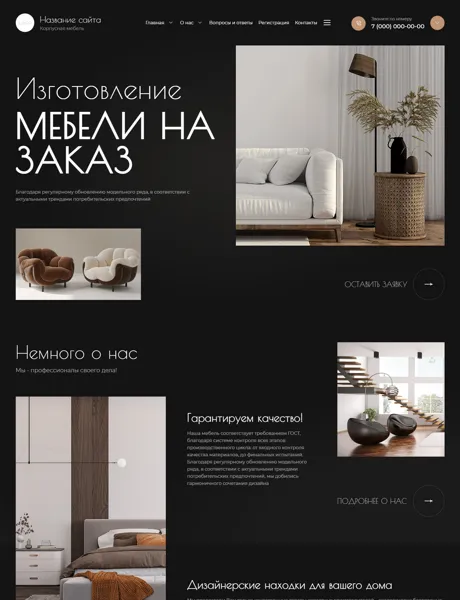 Название сайта
Корпусная мебель
Главная
О нас
Вопросы и ответы
Регистрация
Контакты
Звоните по номеру
7 (000) 000-00-00
Изготовление
МЕБЕЛИ НА
ЗАКАЗ
Благодаря регулярному обновлению модельного ряда, в соответствии с
актуальными трендами потребительских предпочтений
ОСТАВИТЬ ЗАЯВКУ
Немного о нас
Мы - профессионалы своего дела!
Гарантируем качество!
Наша мебель соответствует требованиям ГОСТ,
благодаря системе контроля всех этапов
производственного цикла, от входного контроля
качества материалов, до финальных испытаний.
Благодаря регулярному обновлению модельного
ряда, в соответствии с актуальными трендами
потребительских предпочтений, мы добились
гармоничного сочетания дизайна
ПОДРОБНЕЕ О НАС
Дизайнерские находки для вашего дома